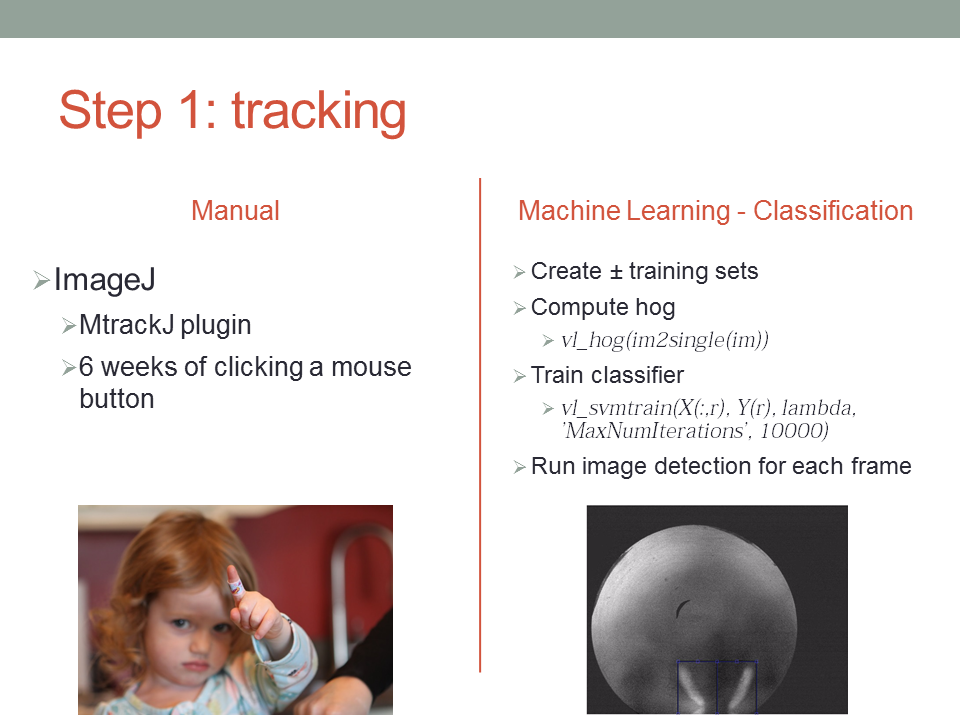 Step 1: tracking
Manual
➢ImageJ
➢MtrackJ plugin
➢6 weeks of clicking a mouse
button
Machine Learning - Classification
➢Create ± training sets
➢Compute hog
➢vl_hog(im2single(im))
➢Train classifier
➢vl_svmtrain(X(:,r), Y(r), lambda,
'MaxNumIterations', 10000)
➢Run image detection for each frame